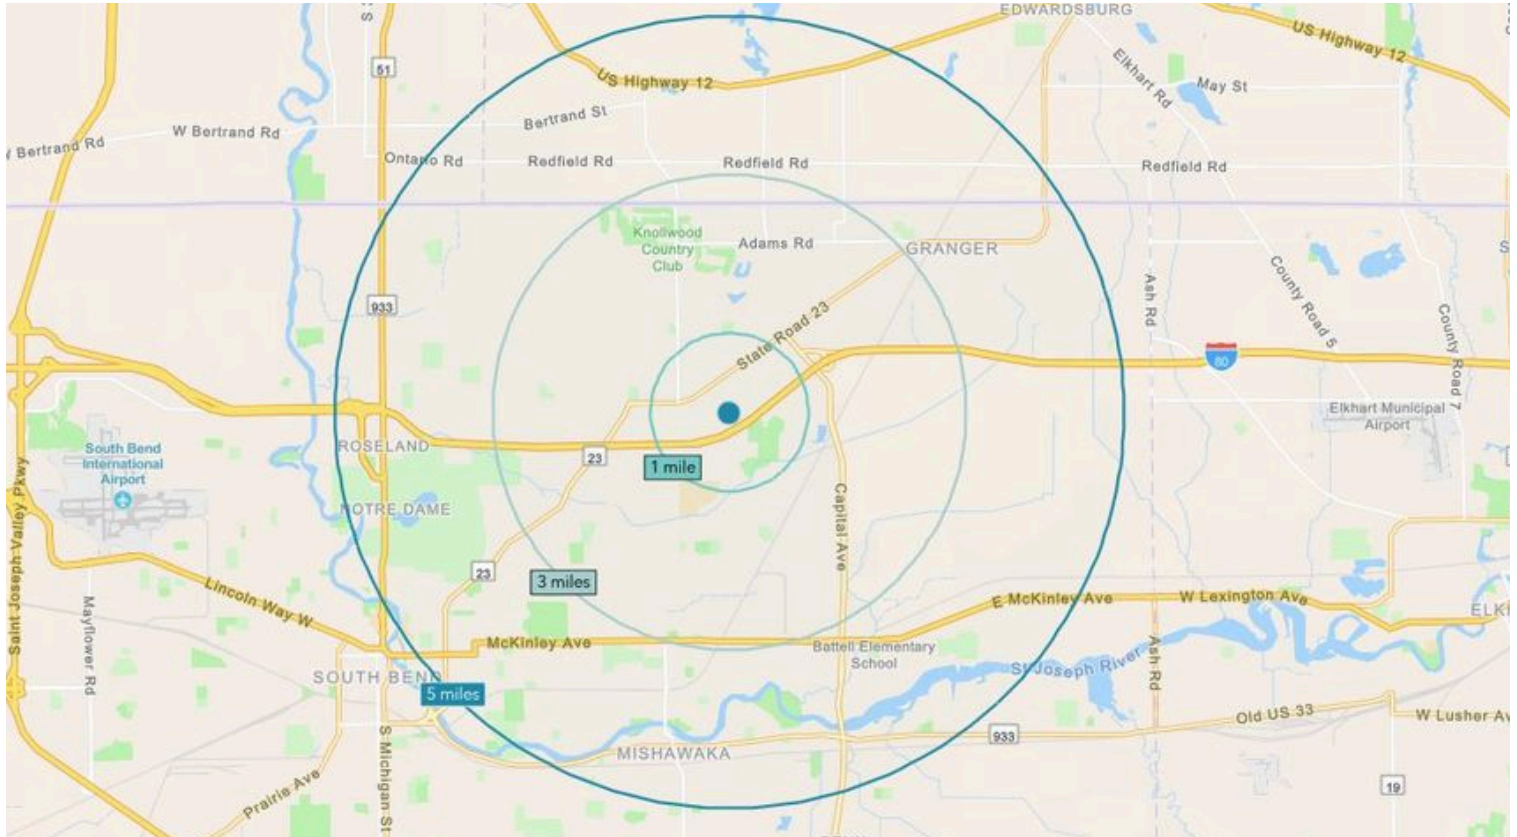 EDWARDSBURG
US Highway 12
51
US Highway 12
Elkhart Rd
May St
Bertrand St
W Bertrand Rd
Bertrand Rd
Ontario Rd
Redfield Rd
Redfield Rd
Redfield Rd
Knollwood
Country
Club
Adams Rd
GRANGER
County Road 5
Ash Rd
933
State Road 23
County Road 7
80
Elkhart Municipal
Airport
ROSELAND
South Bend
International
Airport
23
1 mile
Saint Joseph Valley Pkwy
NOTRE DAME
Capital Ave
23
3 miles
Lincoln Way W
E McKinley Ave
W Lexington Ave
Mayflower Rd
McKinley Ave
Battell Elementary
School
St Joseph River
Ash Rd
SOUTH BEND
5 miles
Old US 33
W Lusher Av
933
S Michigan St
MISHAWAKA
Prairie Ave
19